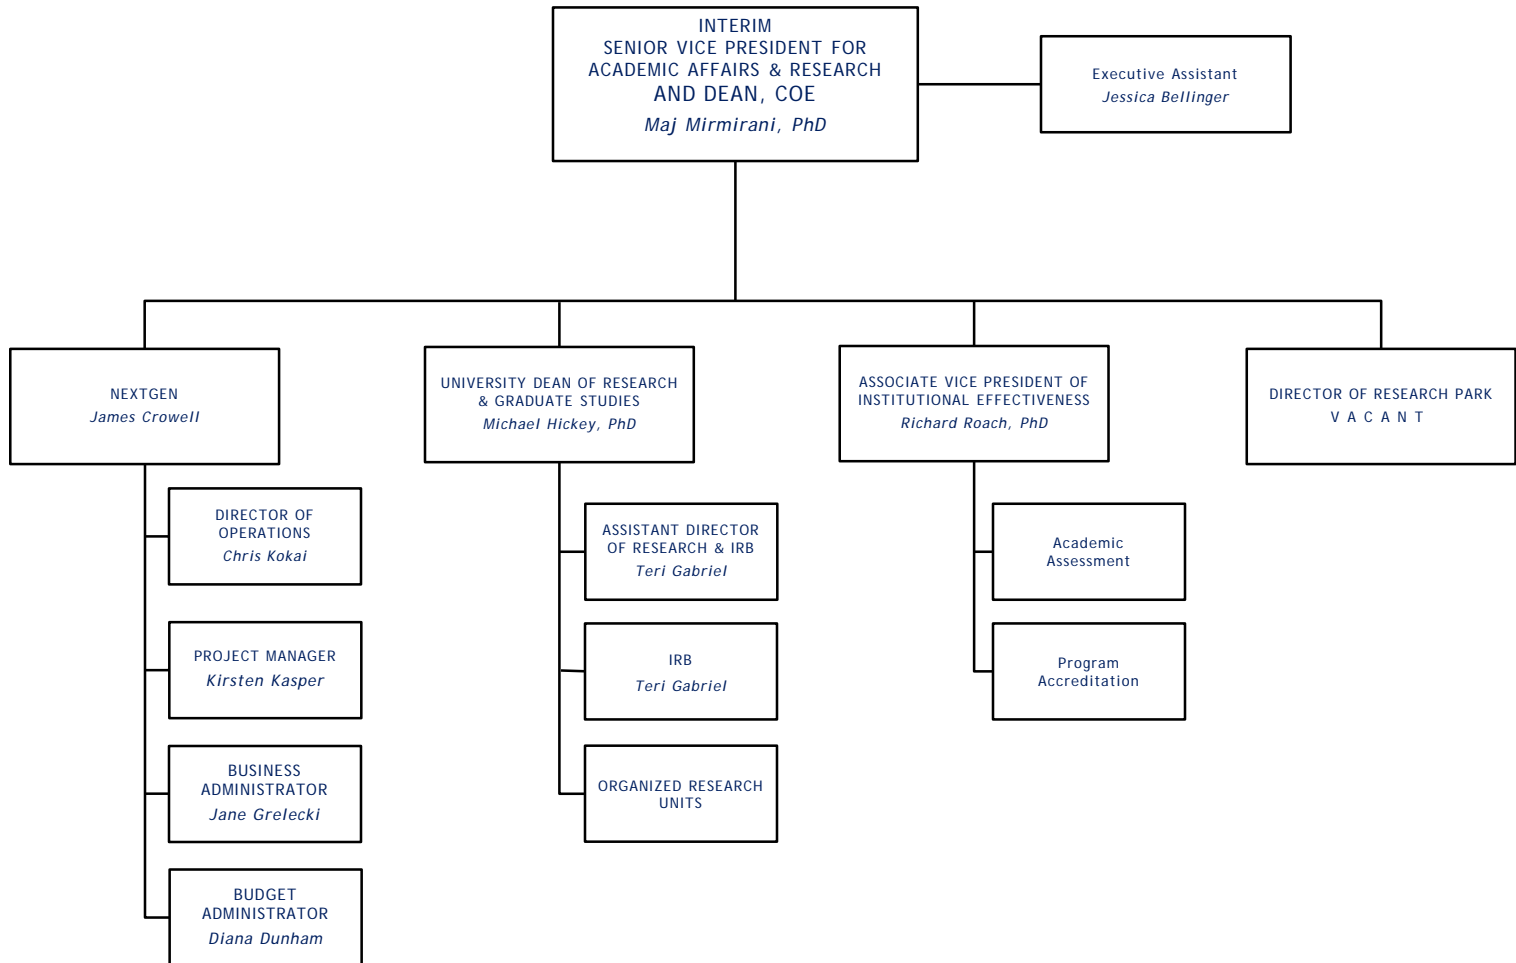 INTERIM
SENIOR VICE PRESIDENT FOR
ACADEMIC AFFAIRS & RESEARCH
AND DEAN, COE
Maj Mirmirani, PhD
Executive Assistant
Jessica Bellinger
NEXTGEN
James Crowell
UNIVERSITY DEAN OF RESEARCH
& GRADUATE STUDIES
Michael Hickey, PhD
ASSOCIATE VICE PRESIDENT OF
INSTITUTIONAL EFFECTIVENESS
Richard Roach, PhD
DIRECTOR OF RESEARCH PARK
V A C A N T
DIRECTOR OF
OPERATIONS
Chris Kokai
PROJECT MANAGER
Kirsten Kasper
BUSINESS
ADMINISTRATOR
Jane Grelecki
BUDGET
ADMINISTRATOR
Diana Dunham
ASSISTANT DIRECTOR
OF RESEARCH & IRB
Teri Gabriel
IRB
Teri Gabriel
ORGANIZED RESEARCH
UNITS
Academic
Assessment
Program
Accreditation